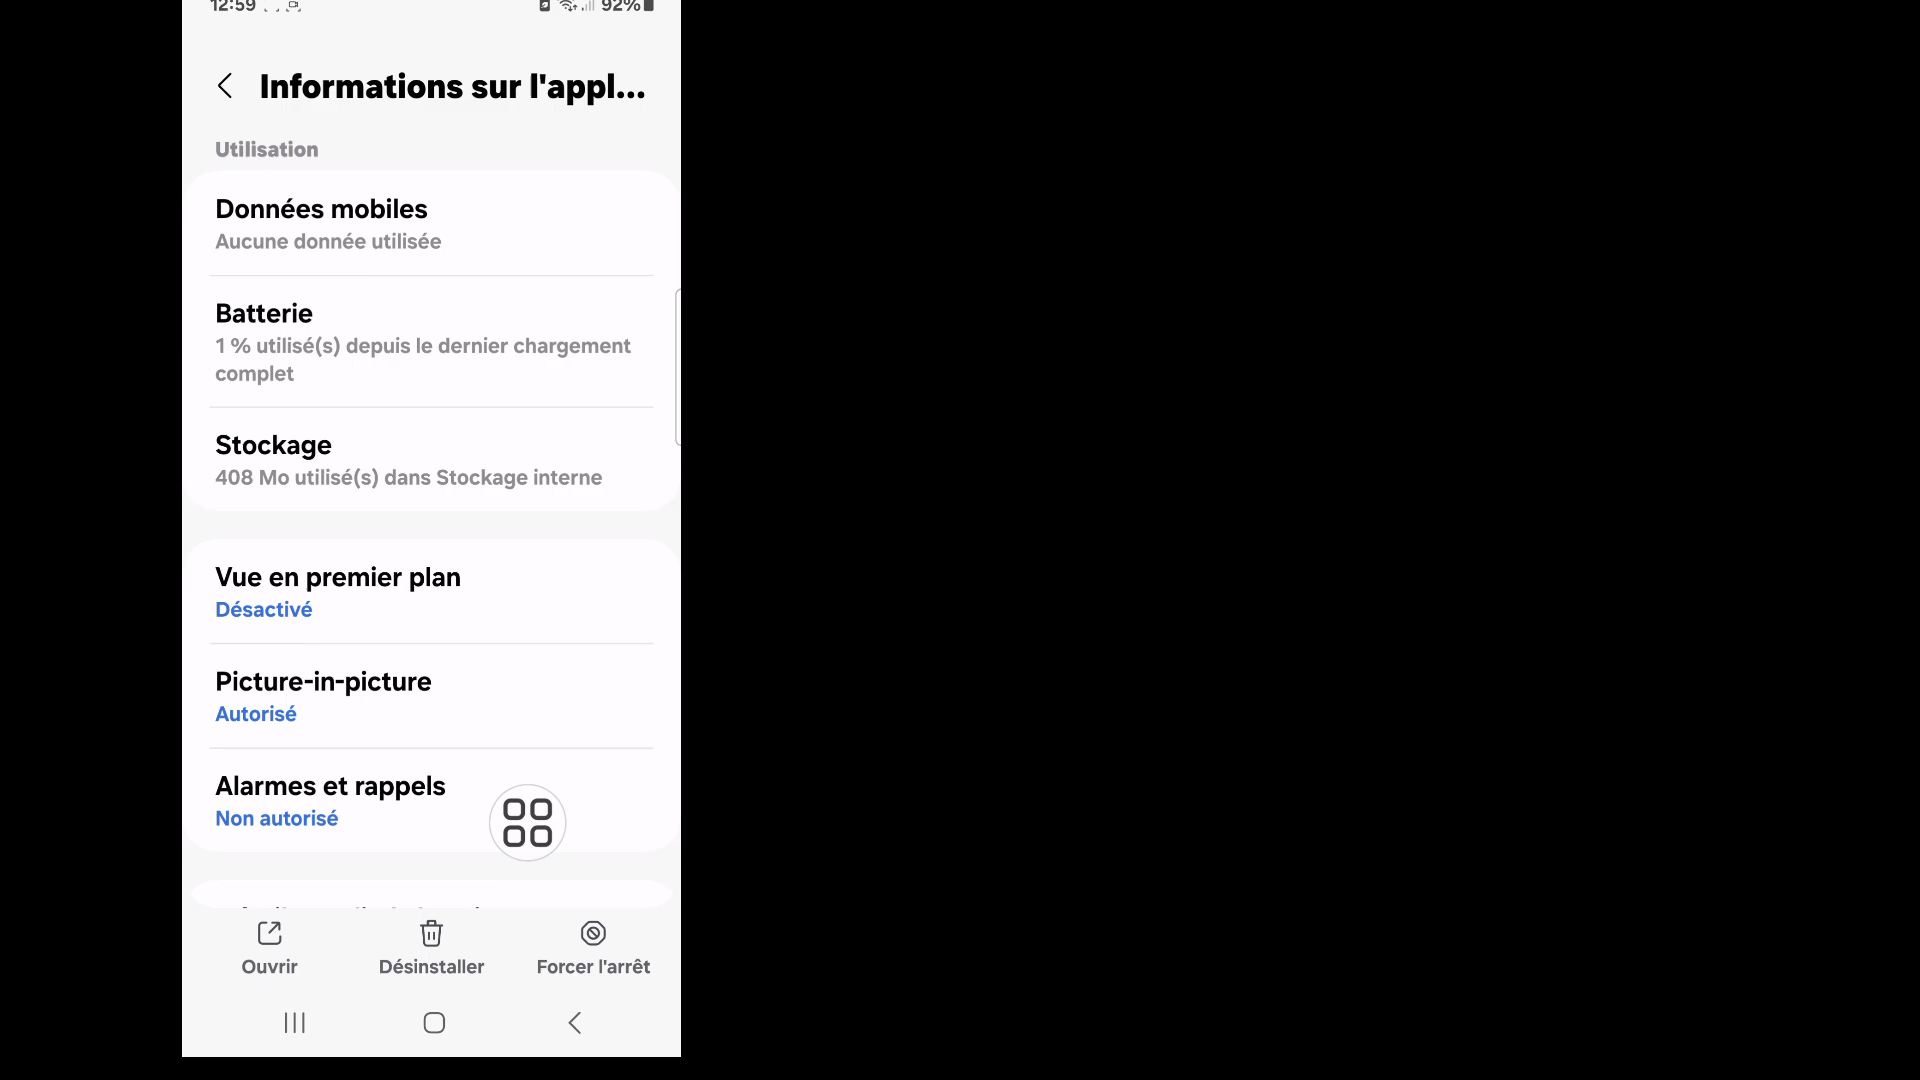 12:59 92%
Informations sur l'appl...
Utilisation
Données mobiles
Aucune donnée utilisée
Batterie
1 % utilisé(s) depuis le dernier chargement
complet
Stockage
408 Mo utilisé(s) dans Stockage interne
Vue en premier plan
Désactivé
Picture-in-picture
Autorisé
Alarmes et rappels
Non autorisé
Ouvrir Désinstaller Forcer l'arrêt